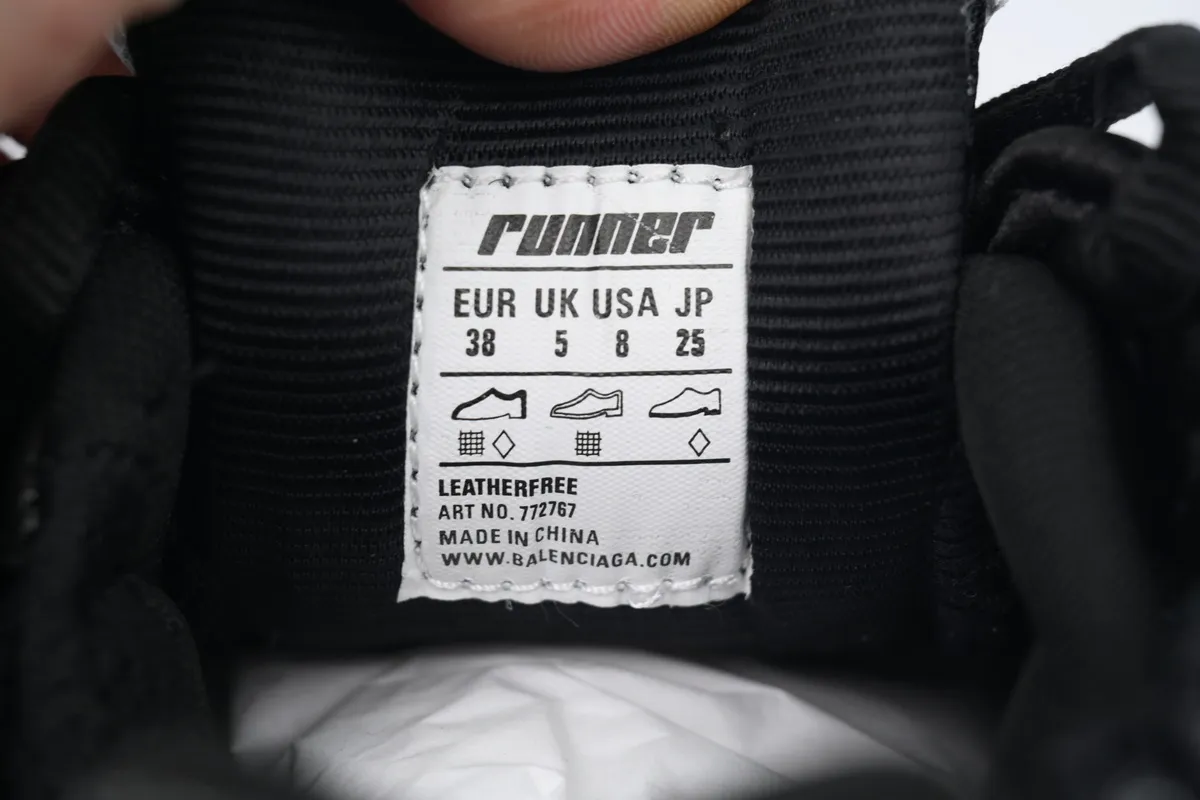 runner
EUR UK USA JP
38 5 8 25
LEATHERFREE
ART NO. 772767
MADE IN CHINA
WWW.BALENCIAGA.COM